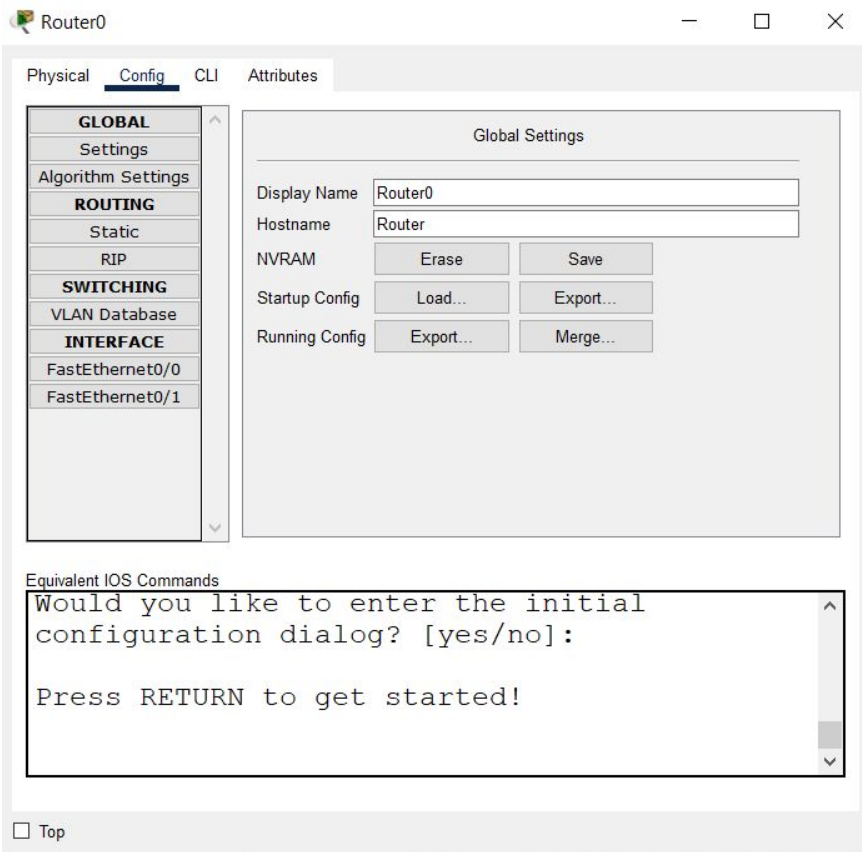 Router0
Physical Config CLI Attributes
GLOBAL
Settings
Algorithm Settings
ROUTING
Static
RIP
SWITCHING
VLAN Database
INTERFACE
FastEthernet0/0
FastEthernet0/1
Global Settings
Display Name Router0
Hostname Router
NVRAM Erase Save
Startup Config Load... Export...
Running Config Export... Merge...
Equivalent IOS Commands
Would you like to enter the initial
configuration dialog? [yes/no]:
Press RETURN to get started!
Top